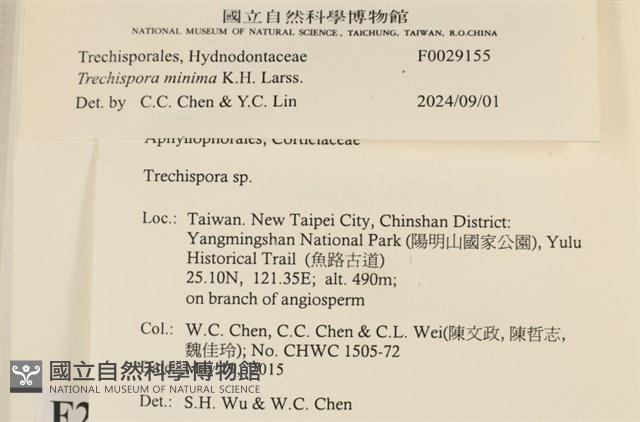 國立自然科學博物館
NATIONAL MUSEUM OF NATURAL SCIENCE, TAICHUNG, TAIWAN, R.O.CHINA
Trechisporales, Hydnodontaceae F0029155
Trechispora minima K.H. Larss.
Det. by C.C. Chen & Y.C. Lin 2024/09/01
Aphyllophorales, Corticiaceae
Trechispora sp.
Loc.: Taiwan. New Taipei City, Chinshan District:
Yangmingshan National Park (陽明山國家公園), Yulu
Historical Trail (魚路古道)
25.10N, 121.35E; alt. 490m;
on branch of angiosperm
Col.: W.C. Chen, C.C. Chen & C.L. Wei(陳文政, 陳哲志,
魏佳玲); No. CHWC 1505-72
2015
國立自然科學博物館
NATIONAL MUSEUM OF NATURAL SCIENCE
Det.: S.H. Wu & W.C. Chen